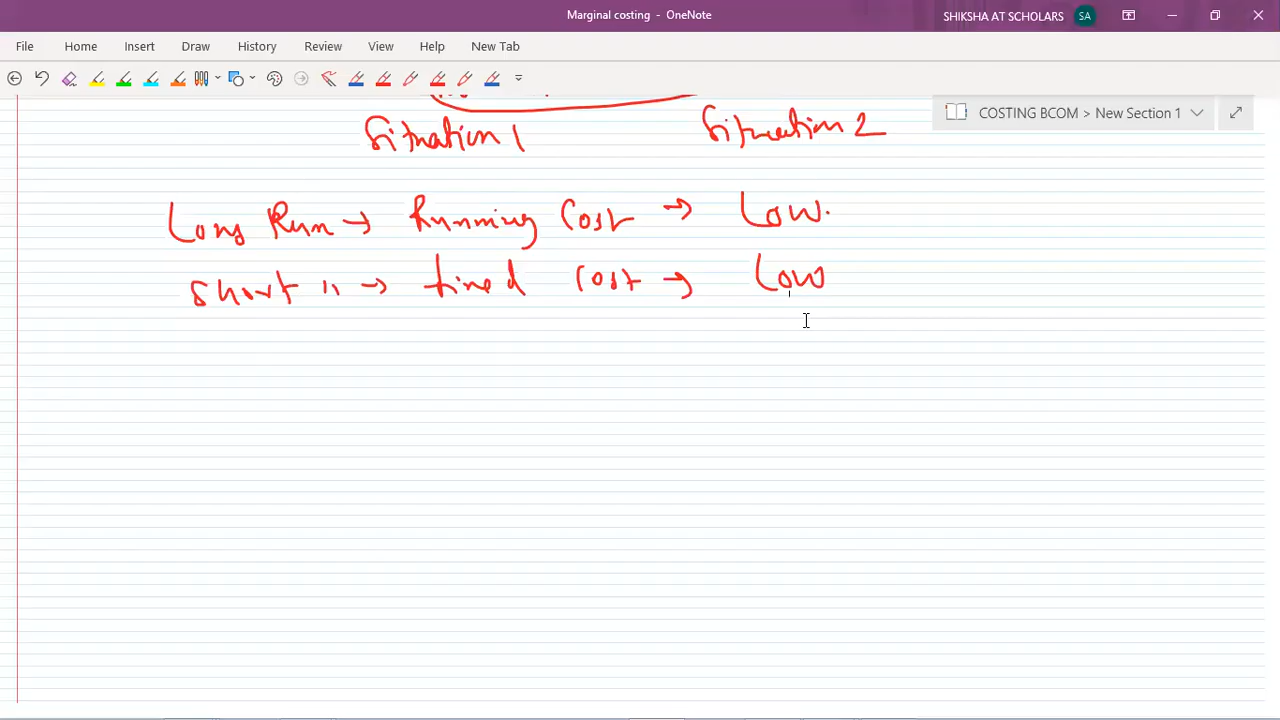 Marginal costing - OneNote
SHIKSHA AT SCHOLARS SA
File Home Insert Draw History Review View Help New Tab
COSTING BCOM > New Section 1
Situation 1 Situation 2
Long Run → Running Cost → Low.
Short 〃 → fixed Cost → Low